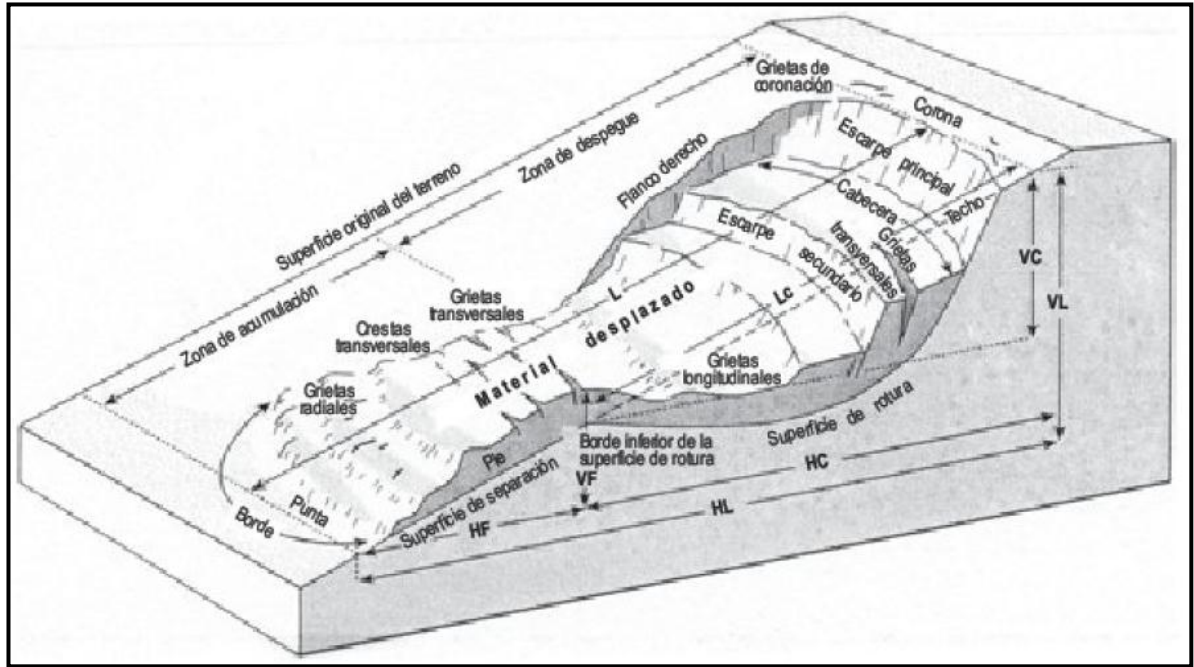 Grietas de
coronación
Corona
Escarpe principal
Zona de despegue
Flanco derecho
Cabecera
Techo
Superficie original del terreno
Escarpe
secundario
Grietas
transversales
VC
VL
Zona de acumulación
Grietas
transversales
L
Lc
Crestas
transversales
Material desplazado
Grietas
longitudinales
Grietas
radiales
Superficie de rotura
Pie
Borde inferior de la
superficie de rotura
VF
HC
Superficie de separación
HL
Punta
HF
Borde